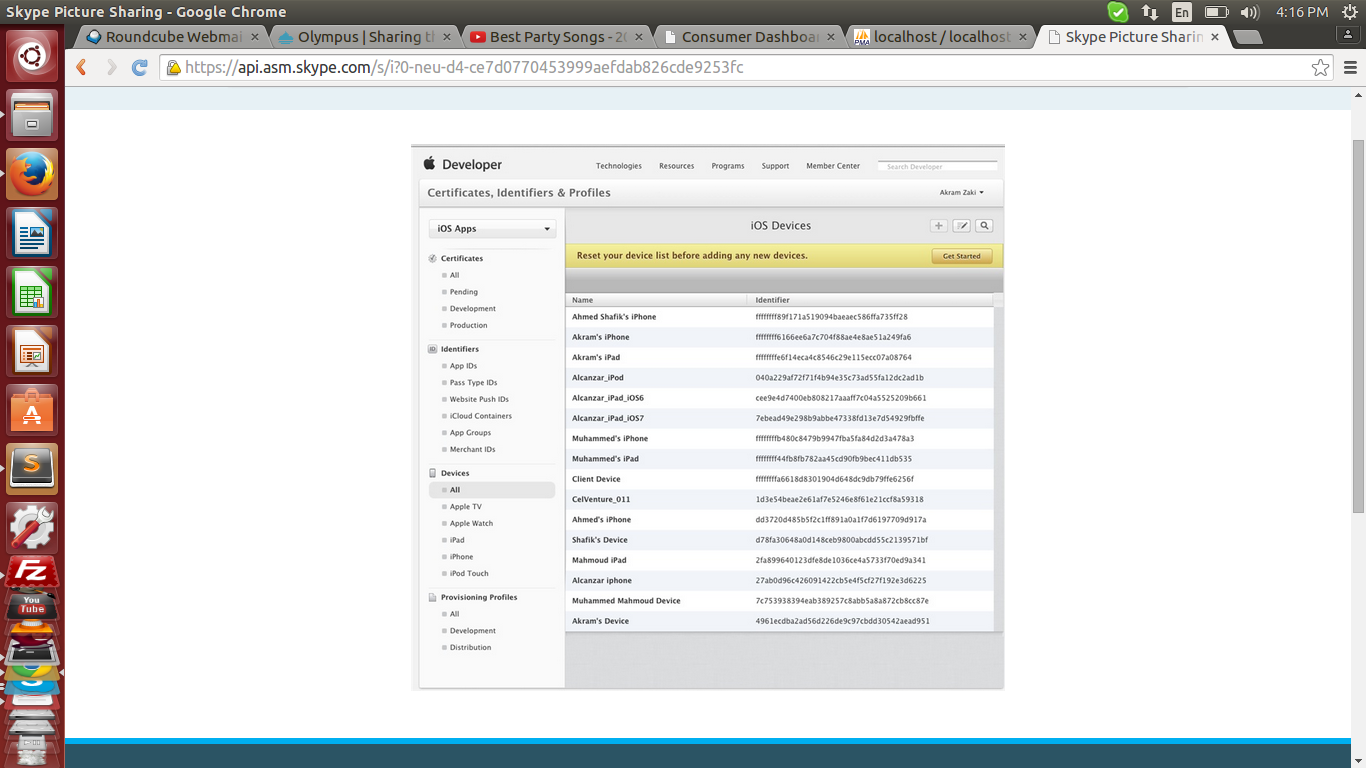 Skype Picture Sharing - Google Chrome
En
4:16 PM
Roundcube Webmai
Olympus | Sharing th
Best Party Songs - 20
Consumer Dashboa
localhost / localhost
Skype Picture Sharin
https://api.asm.skype.com/s/i?0-neu-d4-ce7d0770453999aefdab826cde9253fc
Developer
Technologies
Resources
Programs
Support
Member Center
Search Developer
Certificates, Identifiers & Profiles
Akram Zaki
iOS Apps
Certificates
All
Pending
Development
Production
Identifiers
App IDs
Pass Type IDs
Website Push IDs
iCloud Containers
App Groups
Merchant IDs
Devices
All
Apple TV
Apple Watch
iPad
iPhone
iPod Touch
Provisioning Profiles
All
Development
Distribution
iOS Devices
Reset your device list before adding any new devices.
Get Started
Name Identifier
Ahmed Shafik's iPhone ffffffff89f171a519094baeaec586ffa735ff28
Akram's iPhone ffffffff6166ee6a7c704f88ae4e8ae51a249fa6
Akram's iPad ffffffffe6f14eca4c8546c29e115ecc07a08764
Alcanzar_iPod 040a229af72f71f4b94e35c73ad55fa12dc2ad1b
Alcanzar_iPad_iOS6 cee9e4d7400eb808217aaaff7c04a5525209b661
Alcanzar_iPad_iOS7 7ebead49e298b9abbe47338fd13e7d54929fbffe
Muhammed's iPhone ffffffffb480c8479b9947fba5fa84d2d3a478a3
Muhammed's iPad ffffffff44fb8fb782aa45cd90fb9bec411db535
Client Device ffffffffa6618d8301904d648dc9db79ffe6256f
CelVenture_011 1d3e54beae2e61af7e5246e8f61e21ccf8a59318
Ahmed's iPhone dd3720d485b5f2c1ff891a0a1f7d6197709d917a
Shafik's Device d78fa30648a0d148ceb9800abcdd55c2139571bf
Mahmoud iPad 2fa899640123dfe8de1036ce4a5733f70ed9a341
Alcanzar iphone 27ab0d96c426091422cb5e4f5cf27f192e3d6225
Muhammed Mahmoud Device 7c753938394eab389257c8abb5a8a872cb8cc87e
Akram's Device 4961ecdba2ad56d226de9c97cbdd30542aead951
FZ
You
Tube